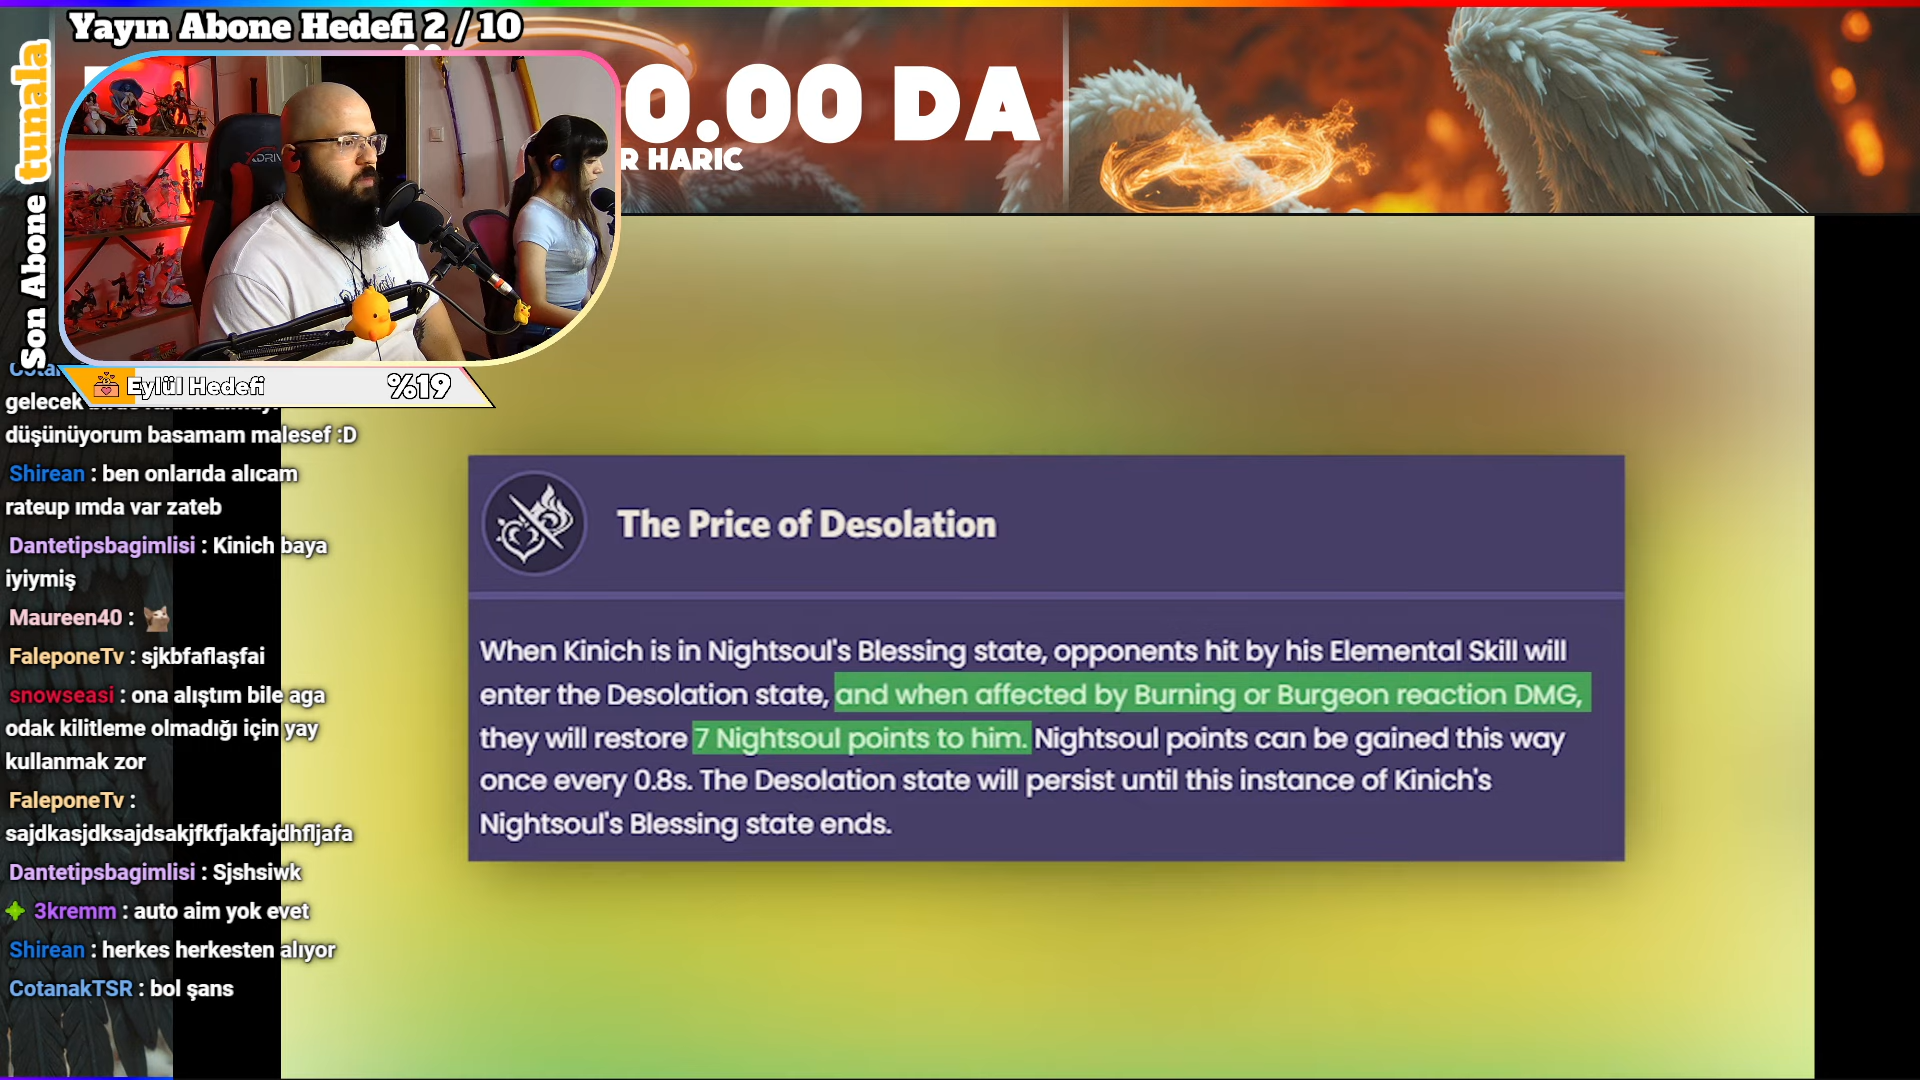 Yayın Abone Hedefi 2 / 10
0.00 DA
R HARIC
Son Abone tunala
XDRIV
Eylül Hedefi %19
gelecek
düşünüyorum basamam malesef :D
Shirean : ben onlarıda alıcam
rateup ımda var zateb
Dantetipsbagimlisi : Kinich baya
iyiymiş
Maureen40 :
FaleponeTv : sjkbfaflaşfai
snowseasi : ona alıştım bile aga
odak kilitleme olmadığı için yay
kullanmak zor
FaleponeTv :
sajdkasjdksajdsakjfkfjakfajdhfljafa
Dantetipsbagimlisi : Sjshsiwk
3kremm : auto aim yok evet
Shirean : herkes herkesten alıyor
CotanakTSR : bol şans
The Price of Desolation
When Kinich is in Nightsoul's Blessing state, opponents hit by his Elemental Skill will
enter the Desolation state, and when affected by Burning or Burgeon reaction DMG,
they will restore 7 Nightsoul points to him. Nightsoul points can be gained this way
once every 0.8s. The Desolation state will persist until this instance of Kinich's
Nightsoul's Blessing state ends.